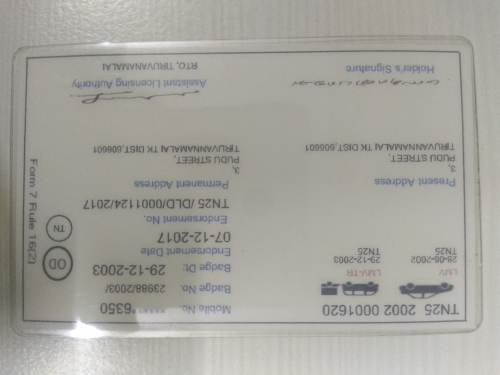 TN25 2002 0001620
LMV
28-08-2002
TN25
LMV-TR
29-12-2003
TN25
Mobile No. ******6350
Badge No. 23988/2003/
Badge Dt: 29-12-2003
Endorsement Date
07-12-2017
Endorsement No.
TN25 /DLD/0001124/2017
OD
TN
Form 7 Rule 16(2)
Present Address
3,
PUDU STREET,
TIRUVANNAMALAI TK DIST,606601
Permanent Address
3,
PUDU STREET,
TIRUVANNAMALAI TK DIST,606601
Holder's Signature
Assistant Licensing Authority
RTO, TIRUVANAMALAI